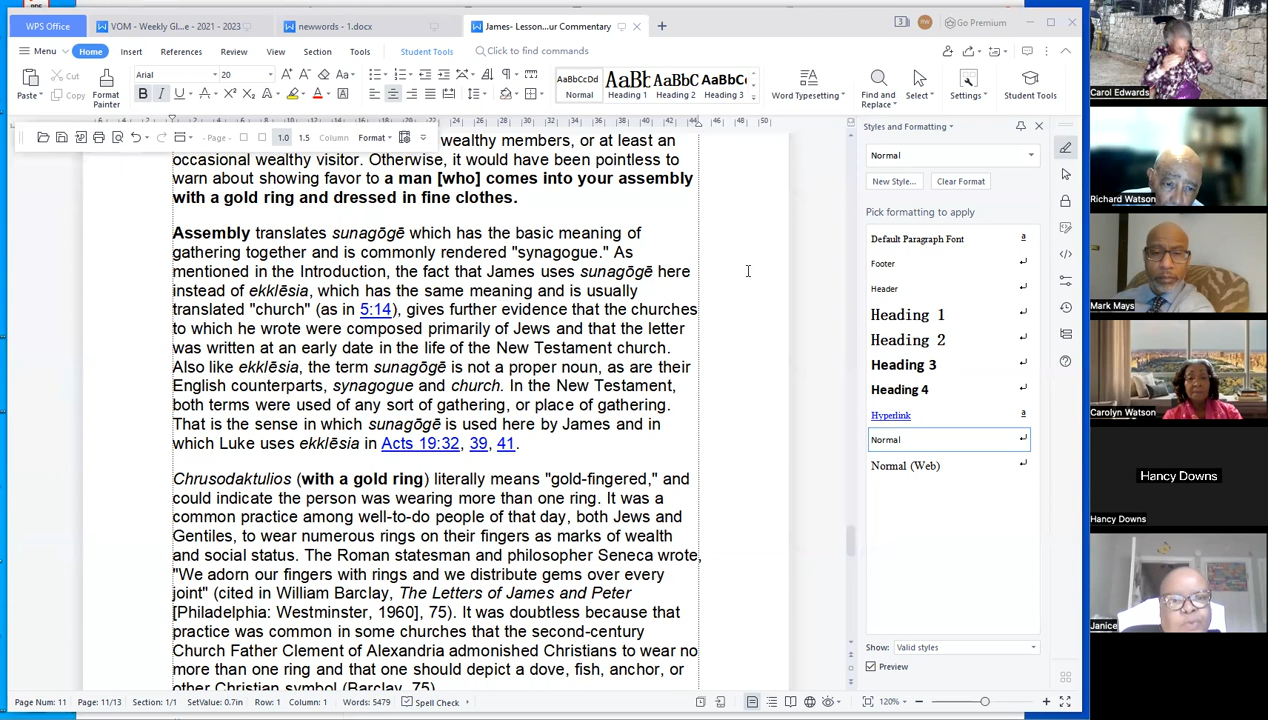 WPS Office
VOM - Weekly Gl...e - 2021 - 2023
newwords - 1.docx
James- Lesson...ur Commentary
Go Premium
Menu
Home
Insert
References
Review
View
Section
Tools
Student Tools
Click to find commands
Paste
Cut
Copy
Format
Painter
Arial
20
AaBbCcDd
Normal
AaBb
Heading 1
AaBbC
Heading 2
AaBbC
Heading 3
Word Typesetting
Find and
Replace
Select
Settings
Student Tools
- Page -
1.0
1.5
Column
Format
wealthy members, or at least an
occasional wealthy visitor. Otherwise, it would have been pointless to
warn about showing favor to a man [who] comes into your assembly
with a gold ring and dressed in fine clothes.
Assembly translates sunagōgē which has the basic meaning of
gathering together and is commonly rendered "synagogue." As
mentioned in the Introduction, the fact that James uses sunagōgē here
instead of ekklēsia, which has the same meaning and is usually
translated "church" (as in 5:14), gives further evidence that the churches
to which he wrote were composed primarily of Jews and that the letter
was written at an early date in the life of the New Testament church.
Also like ekklēsia, the term sunagōgē is not a proper noun, as are their
English counterparts, synagogue and church. In the New Testament,
both terms were used of any sort of gathering, or place of gathering.
That is the sense in which sunagōgē is used here by James and in
which Luke uses ekklēsia in Acts 19:32, 39, 41.
Chrusodaktulios (with a gold ring) literally means "gold-fingered," and
could indicate the person was wearing more than one ring. It was a
common practice among well-to-do people of that day, both Jews and
Gentiles, to wear numerous rings on their fingers as marks of wealth
and social status. The Roman statesman and philosopher Seneca wrote,
"We adorn our fingers with rings and we distribute gems over every
joint" (cited in William Barclay, The Letters of James and Peter
[Philadelphia: Westminster, 1960], 75). It was doubtless because that
practice was common in some churches that the second-century
Church Father Clement of Alexandria admonished Christians to wear no
more than one ring and that one should depict a dove, fish, anchor, or
other Christian symbol (Barclay, 75)
Styles and Formatting
Normal
New Style...
Clear Format
Pick formatting to apply
Default Paragraph Font
Footer
Header
Heading 1
Heading 2
Heading 3
Heading 4
Hyperlink
Normal
Normal (Web)
Show:
Valid styles
Preview
Page Num: 11
Page: 11/13
Section: 1/1
SetValue: 0.7in
Row: 1
Column: 1
Words: 5479
Spell Check
120%
Carol Edwards
Richard Watson
Mark Mays
Carolyn Watson
Hancy Downs
Hancy Downs
Janice